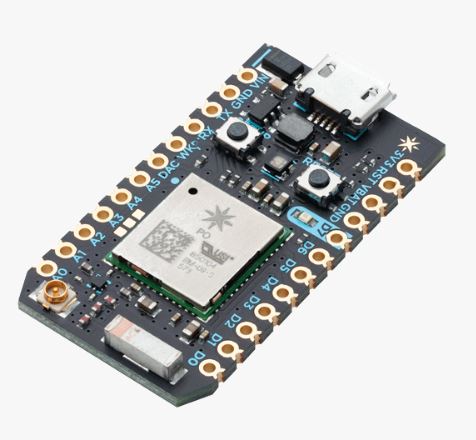 VIN
GND
TX
RX
WKP
DAC
A5
A4
A3
A2
A1
A0
3V3
RST
VBAT
GND
D7
D6
D5
D4
D3
D2
D1
D0
P0